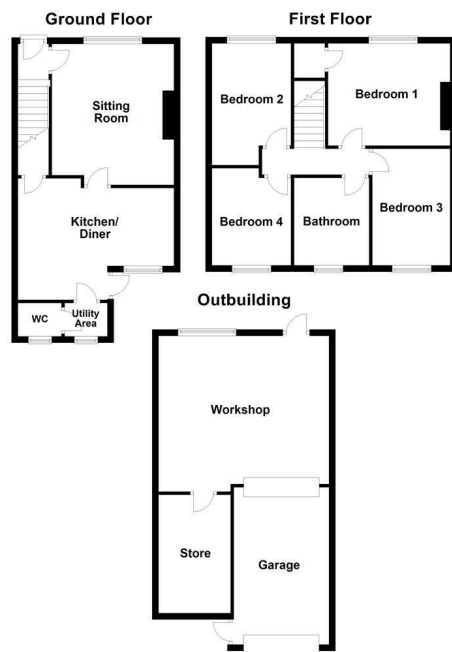 Ground Floor
First Floor
Sitting
Room
Bedroom 2
Bedroom 1
Kitchen/
Diner
Bedroom 4
Bathroom
Bedroom 3
WC
Utility
Area
Outbuilding
Workshop
Store
Garage